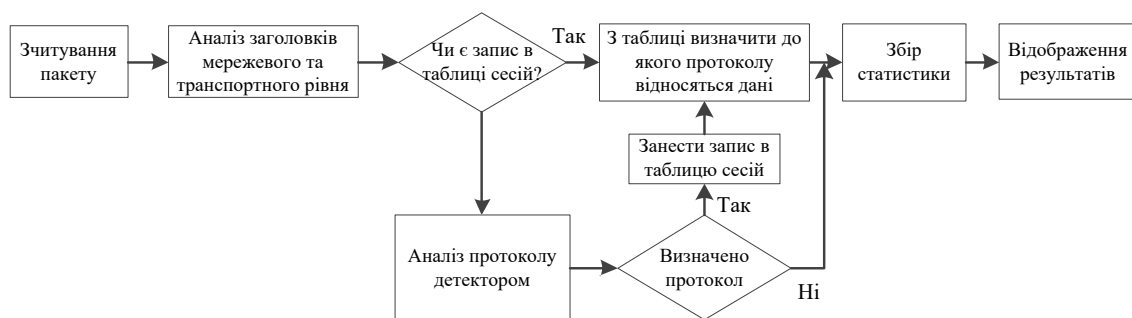 Зчитування
пакету
Аналіз заголовків
мережевого та
транспортного рівня
Чи є запис в
таблиці сесій?
Так
З таблиці визначити до
якого протоколу
відносяться дані
Збір
статистики
Відображення
результатів
Занести запис в
таблицю сесій
Так
Аналіз протоколу
детектором
Визначено
протокол
Ні